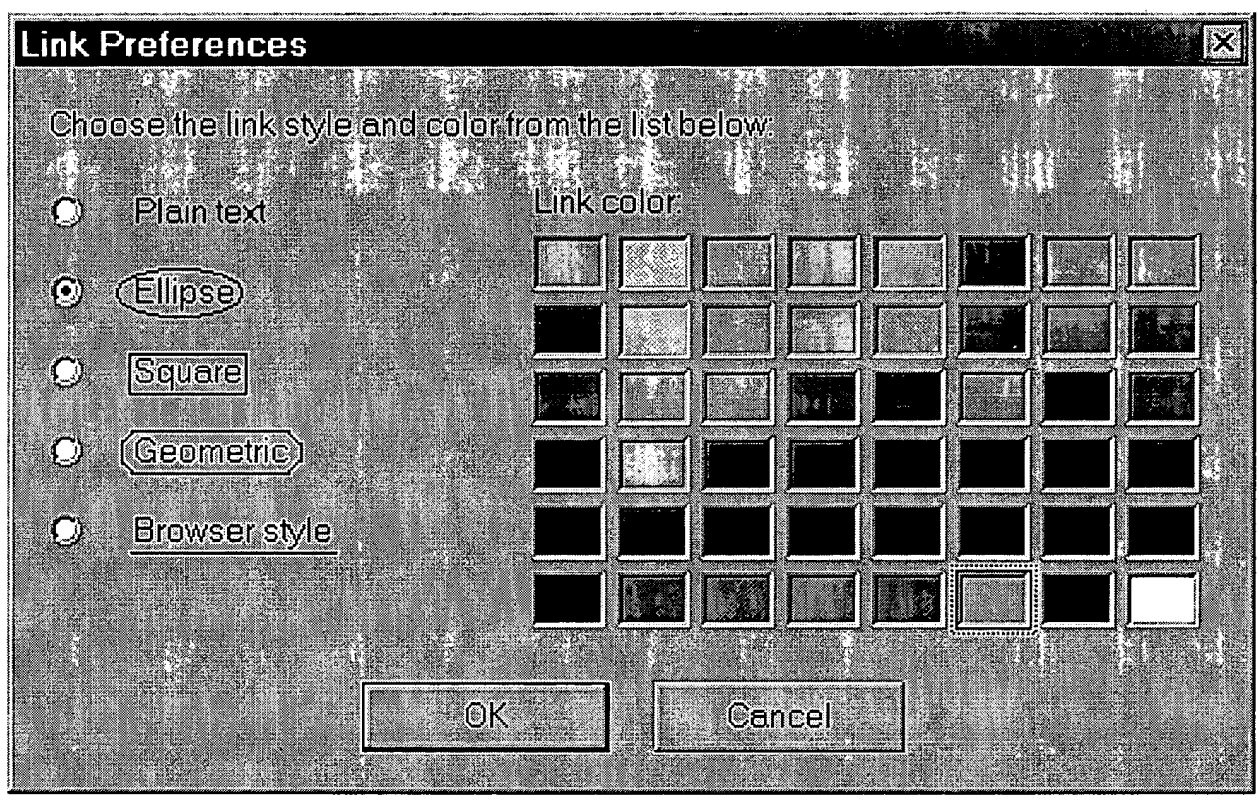 Link Preferences
Choose the link style and color from the list below:
Plain text
Link color:
Ellipse
Square
Geometric
Browser style
OK
Cancel